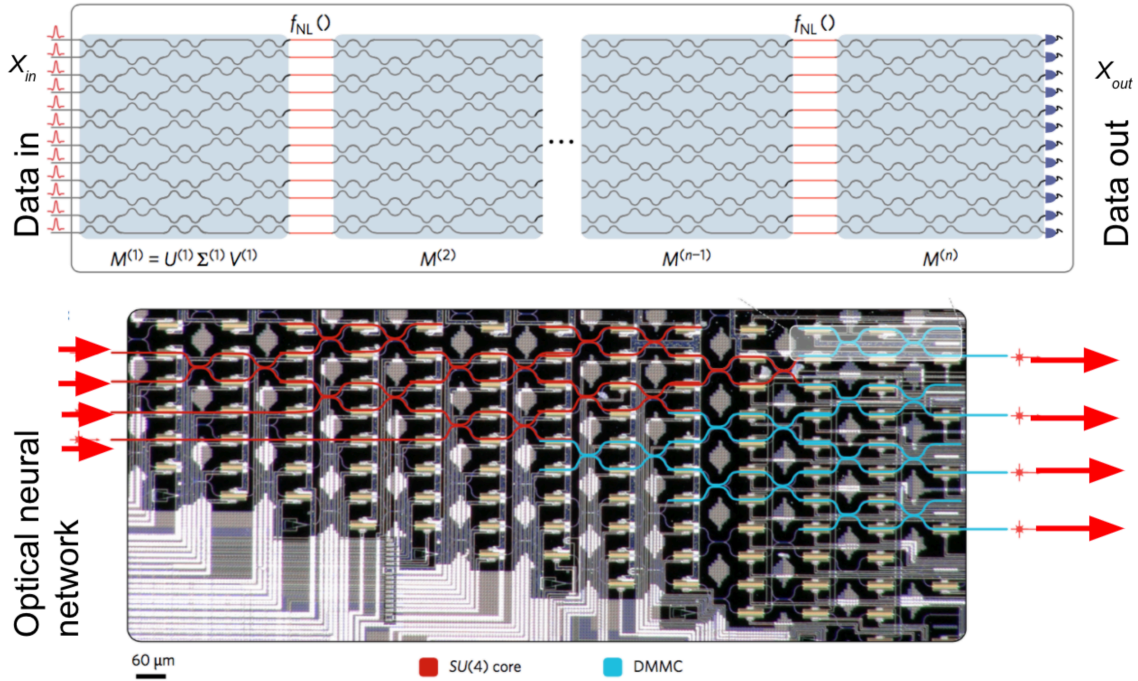 f_NL ()
f_NL ()
X_in
X_out
Data in
Data out
...
M^(1) = U^(1) Σ^(1) V^(1)
M^(2)
M^(n−1)
M^(n)
Optical neural
network
60 μm
SU(4) core
DMMC